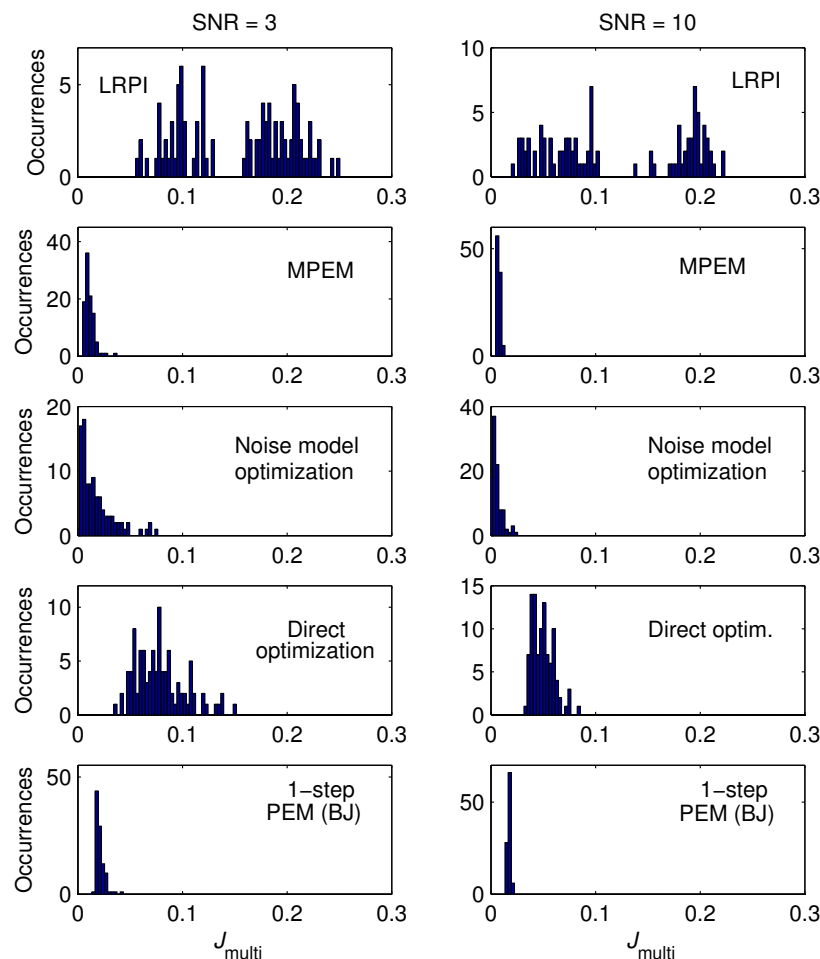 SNR = 3
SNR = 10
Occurrences
5
0
LRPI
0 0.1 0.2 0.3
10
5
0
LRPI
0 0.1 0.2 0.3
Occurrences
40
20
0
MPEM
0 0.1 0.2 0.3
50
0
MPEM
0 0.1 0.2 0.3
Occurrences
20
10
0
Noise model
optimization
0 0.1 0.2 0.3
40
20
0
Noise model
optimization
0 0.1 0.2 0.3
Occurrences
10
5
0
Direct
optimization
0 0.1 0.2 0.3
15
10
5
0
Direct optim.
0 0.1 0.2 0.3
Occurrences
50
0
1−step
PEM (BJ)
0 0.1 0.2 0.3
J multi
50
0
1−step
PEM (BJ)
0 0.1 0.2 0.3
J multi